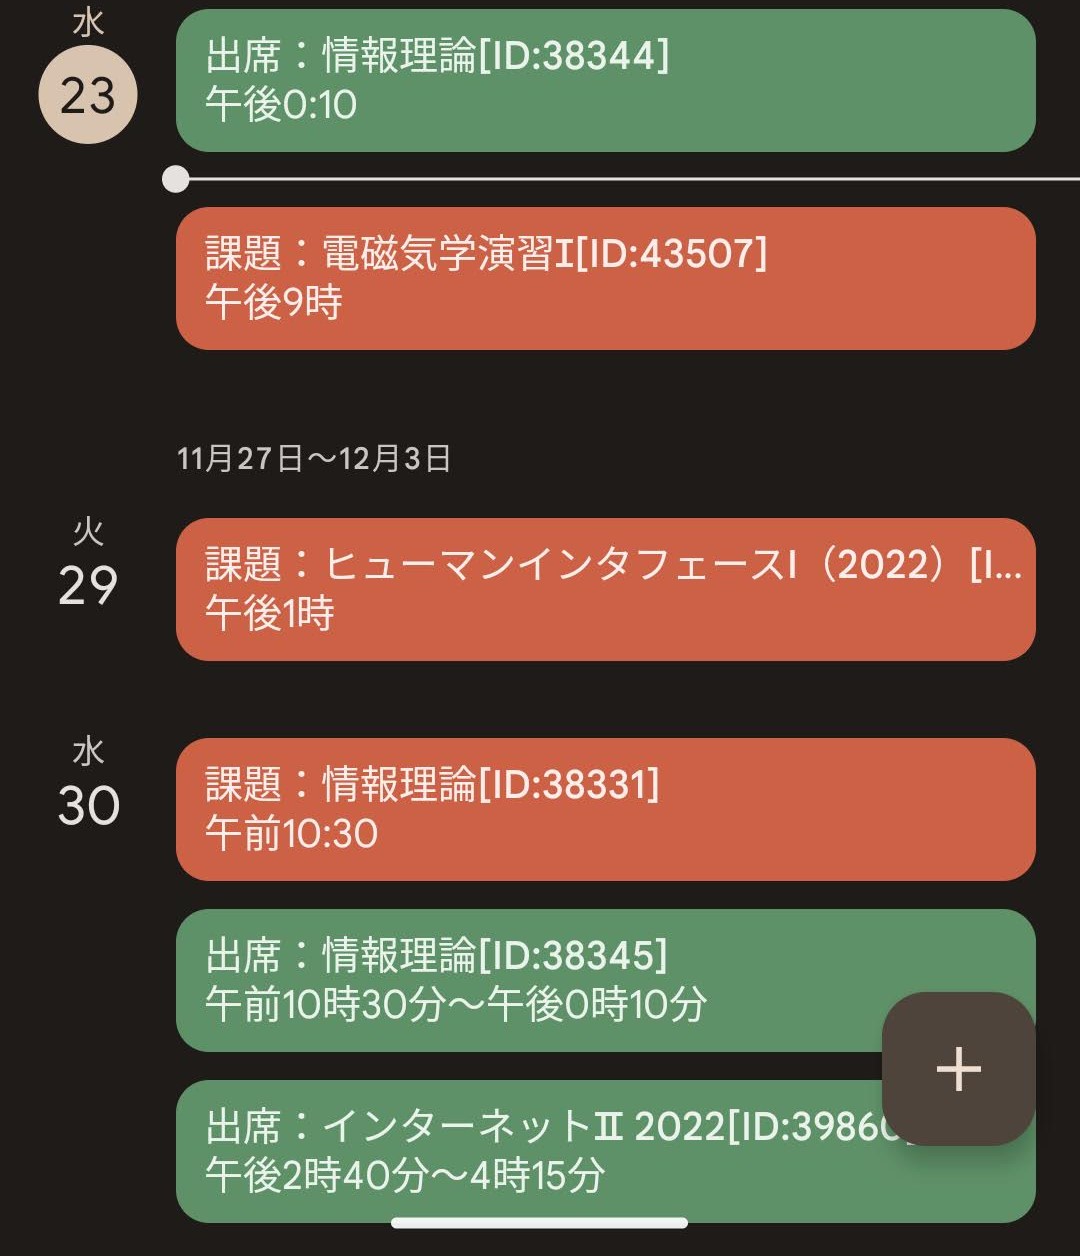 水
23
出席：情報理論[ID:38344]
午後0:10
課題：電磁気学演習I[ID:43507]
午後9時
11月27日～12月3日
火
29
課題：ヒューマンインタフェースI（2022）[I...
午後1時
水
30
課題：情報理論[ID:38331]
午前10:30
出席：情報理論[ID:38345]
午前10時30分～午後0時10分
出席：インターネットII 2022[ID:3986
午後2時40分～4時15分